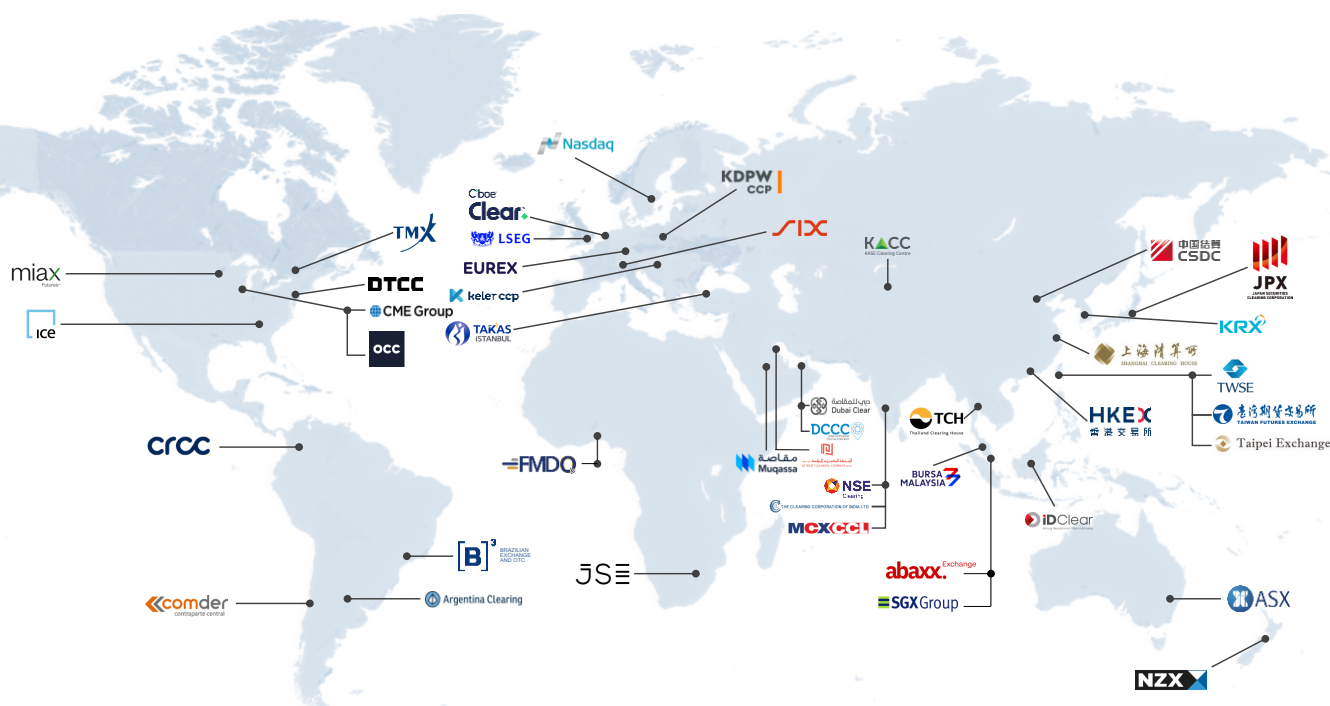 Nasdaq
KDPW
CCP
Cboe
Clear
LSEG
SIX
TMX
EUREX
KACC
KASE Clearing Centre
中国结算
CSDC
JPX
JAPAN SECURITIES
CLEARING CORPORATION
miax
Futures
DTCC
keler ccp
CME Group
KRX
ice
TAKAS
İSTANBUL
occ
上海清算所
SHANGHAI CLEARING HOUSE
TWSE
دبي للمقاصة
Dubai Clear
TCH
Thailand Clearing House
HKEX
香港交易所
臺灣期貨交易所
TAIWAN FUTURES EXCHANGE
DCCC
Taipei Exchange
crcc
FMDQ
مقاصة
Muqassa
BURSA
MALAYSIA
NSE
Clearing
THE CLEARING CORPORATION OF INDIA LTD
MCXCCL
iDClear
[B]³
BRAZILIAN
EXCHANGE
AND OTC
JSE
abaxx.
Exchange
comder
contraparte central
Argentina Clearing
SGXGroup
ASX
NZX